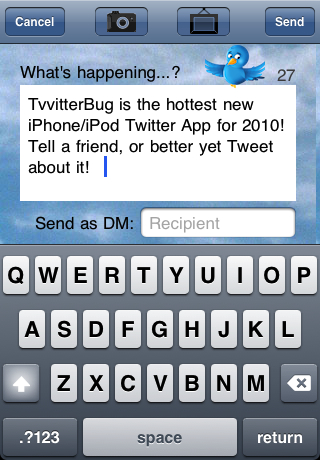 Cancel Send
What's happening...? 27
TvvitterBug is the hottest new
iPhone/iPod Twitter App for 2010!
Tell a friend, or better yet Tweet
about it!
Send as DM: Recipient
Q W E R T Y U I O P
A S D F G H J K L
Z X C V B N M
.?123 space return